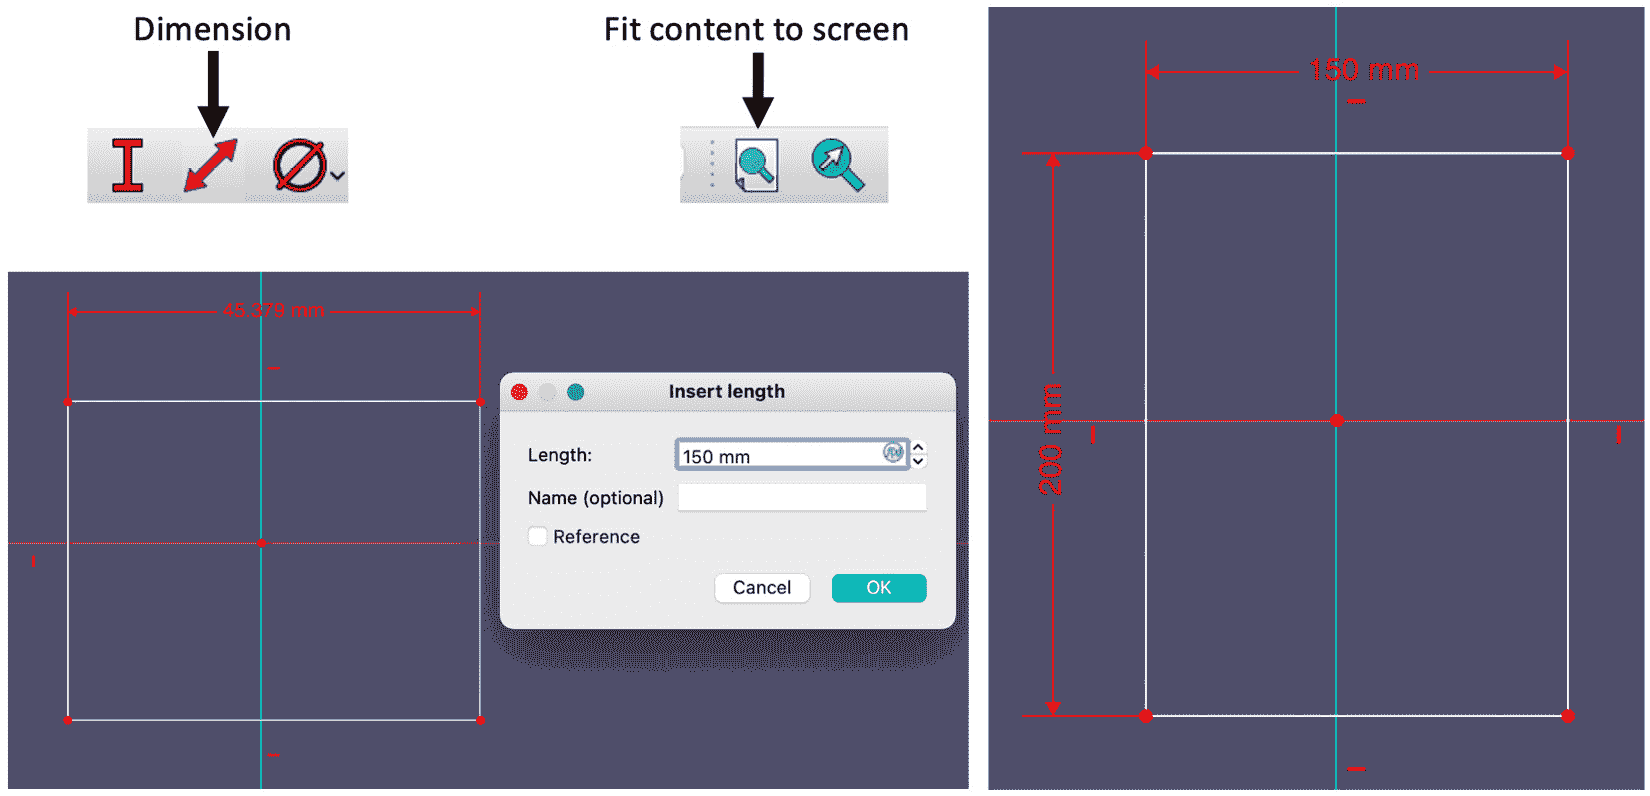 Dimension
Fit content to screen
150 mm
45.379 mm
Insert length
Length:
150 mm
Name (optional)
Reference
Cancel
OK
200 mm